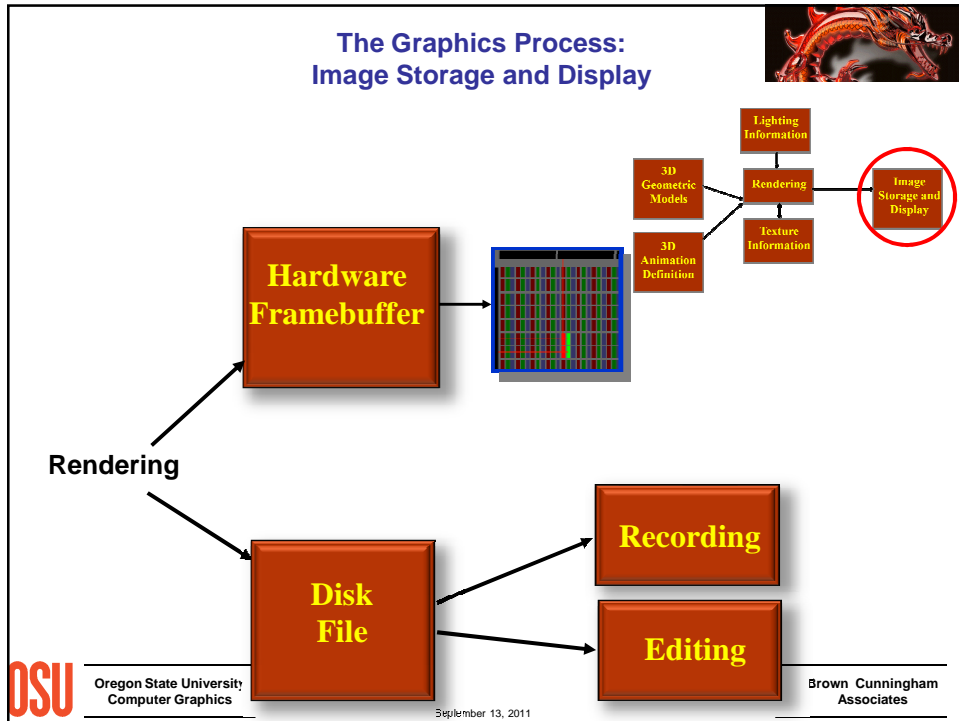 The Graphics Process:
Image Storage and Display
Lighting
Information
3D
Geometric
Models
Rendering
Image
Storage and
Display
Texture
Information
3D
Animation
Definition
Hardware
Framebuffer
Rendering
Disk
File
Recording
Editing
OSU
Oregon State University
Computer Graphics
September 13, 2011
Brown Cunningham
Associates